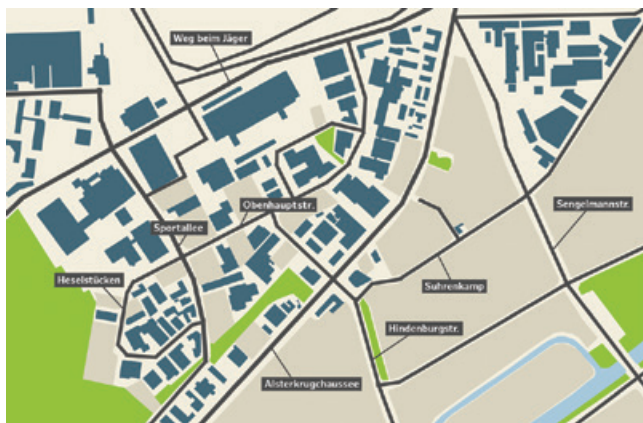 Weg beim Jäger
Obenhauptstr.
Sengelmannstr.
Sportallee
Heselstücken
Suhrenkamp
Hindenburgstr.
Alsterkrugchaussee